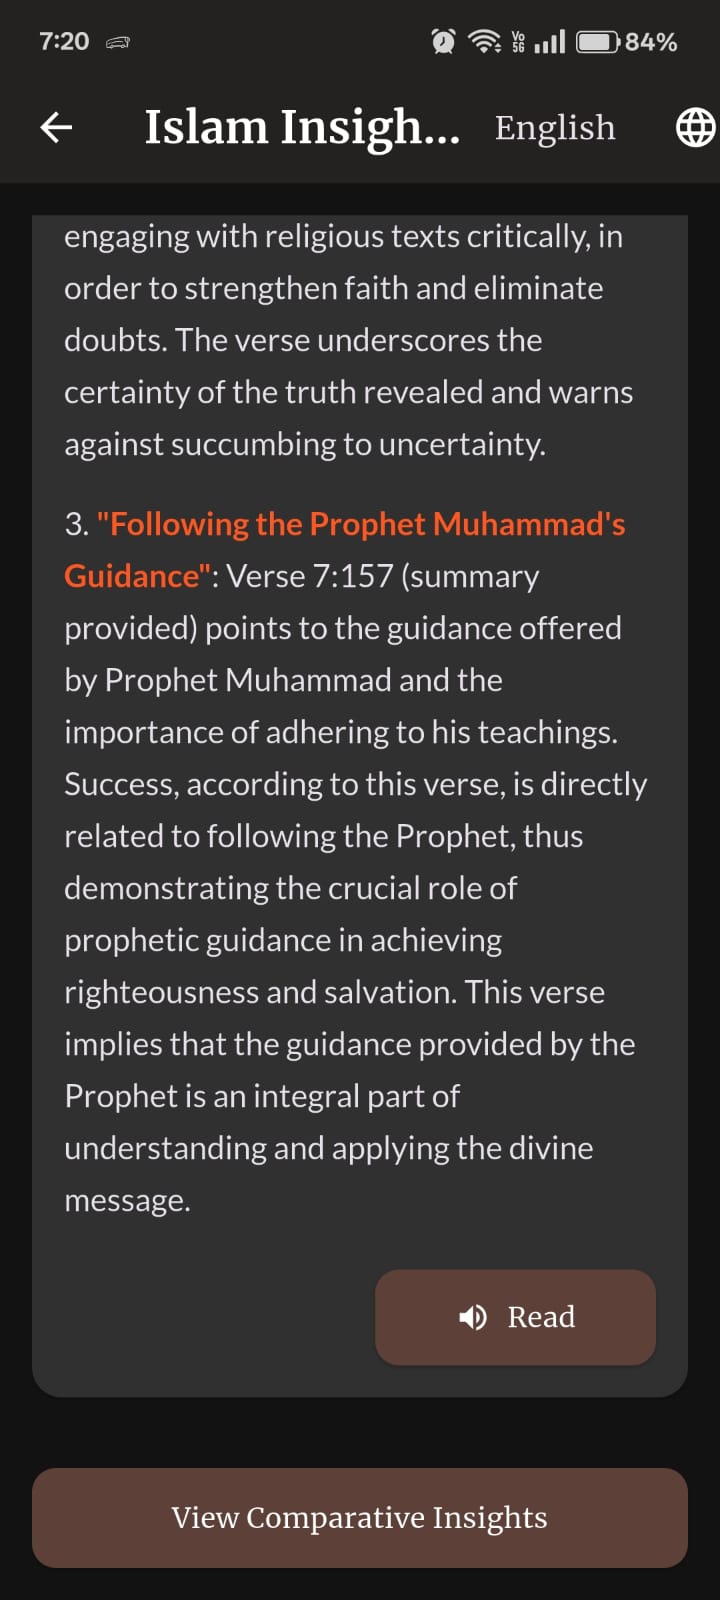 7:20 Vo 5G 84%
Islam Insigh... English
engaging with religious texts critically, in
order to strengthen faith and eliminate
doubts. The verse underscores the
certainty of the truth revealed and warns
against succumbing to uncertainty.
3. "Following the Prophet Muhammad's
Guidance": Verse 7:157 (summary
provided) points to the guidance offered
by Prophet Muhammad and the
importance of adhering to his teachings.
Success, according to this verse, is directly
related to following the Prophet, thus
demonstrating the crucial role of
prophetic guidance in achieving
righteousness and salvation. This verse
implies that the guidance provided by the
Prophet is an integral part of
understanding and applying the divine
message.
Read
View Comparative Insights